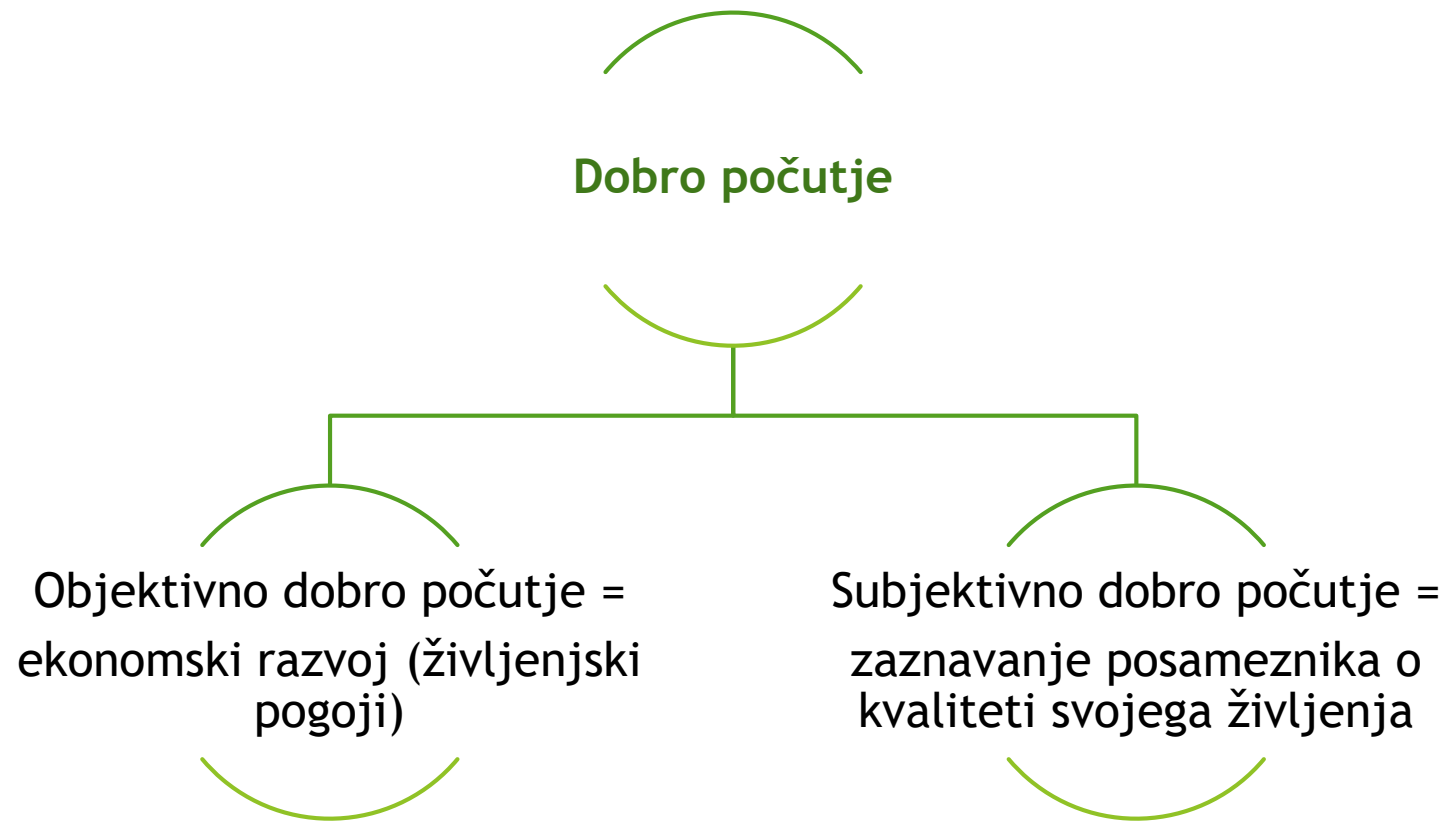 Dobro počutje
Objektivno dobro počutje =
ekonomski razvoj (življenjski
pogoji)
Subjektivno dobro počutje =
zaznavanje posameznika o
kvaliteti svojega življenja